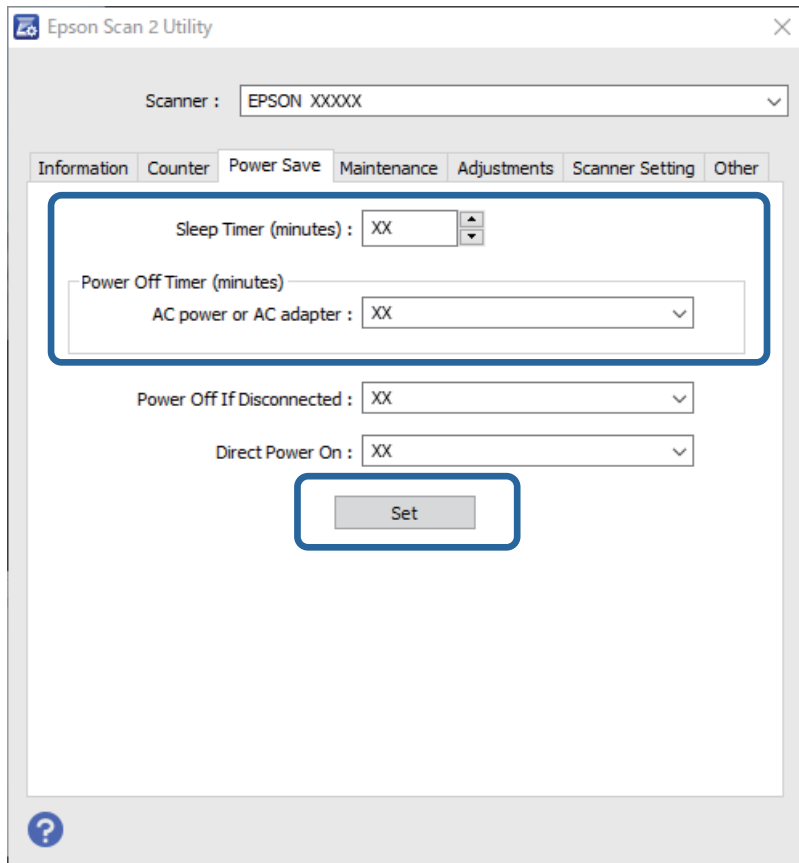 Epson Scan 2 Utility
Scanner : EPSON XXXXX
Information Counter Power Save Maintenance Adjustments Scanner Setting Other
Sleep Timer (minutes) : XX
Power Off Timer (minutes)
AC power or AC adapter : XX
Power Off If Disconnected : XX
Direct Power On : XX
Set
?